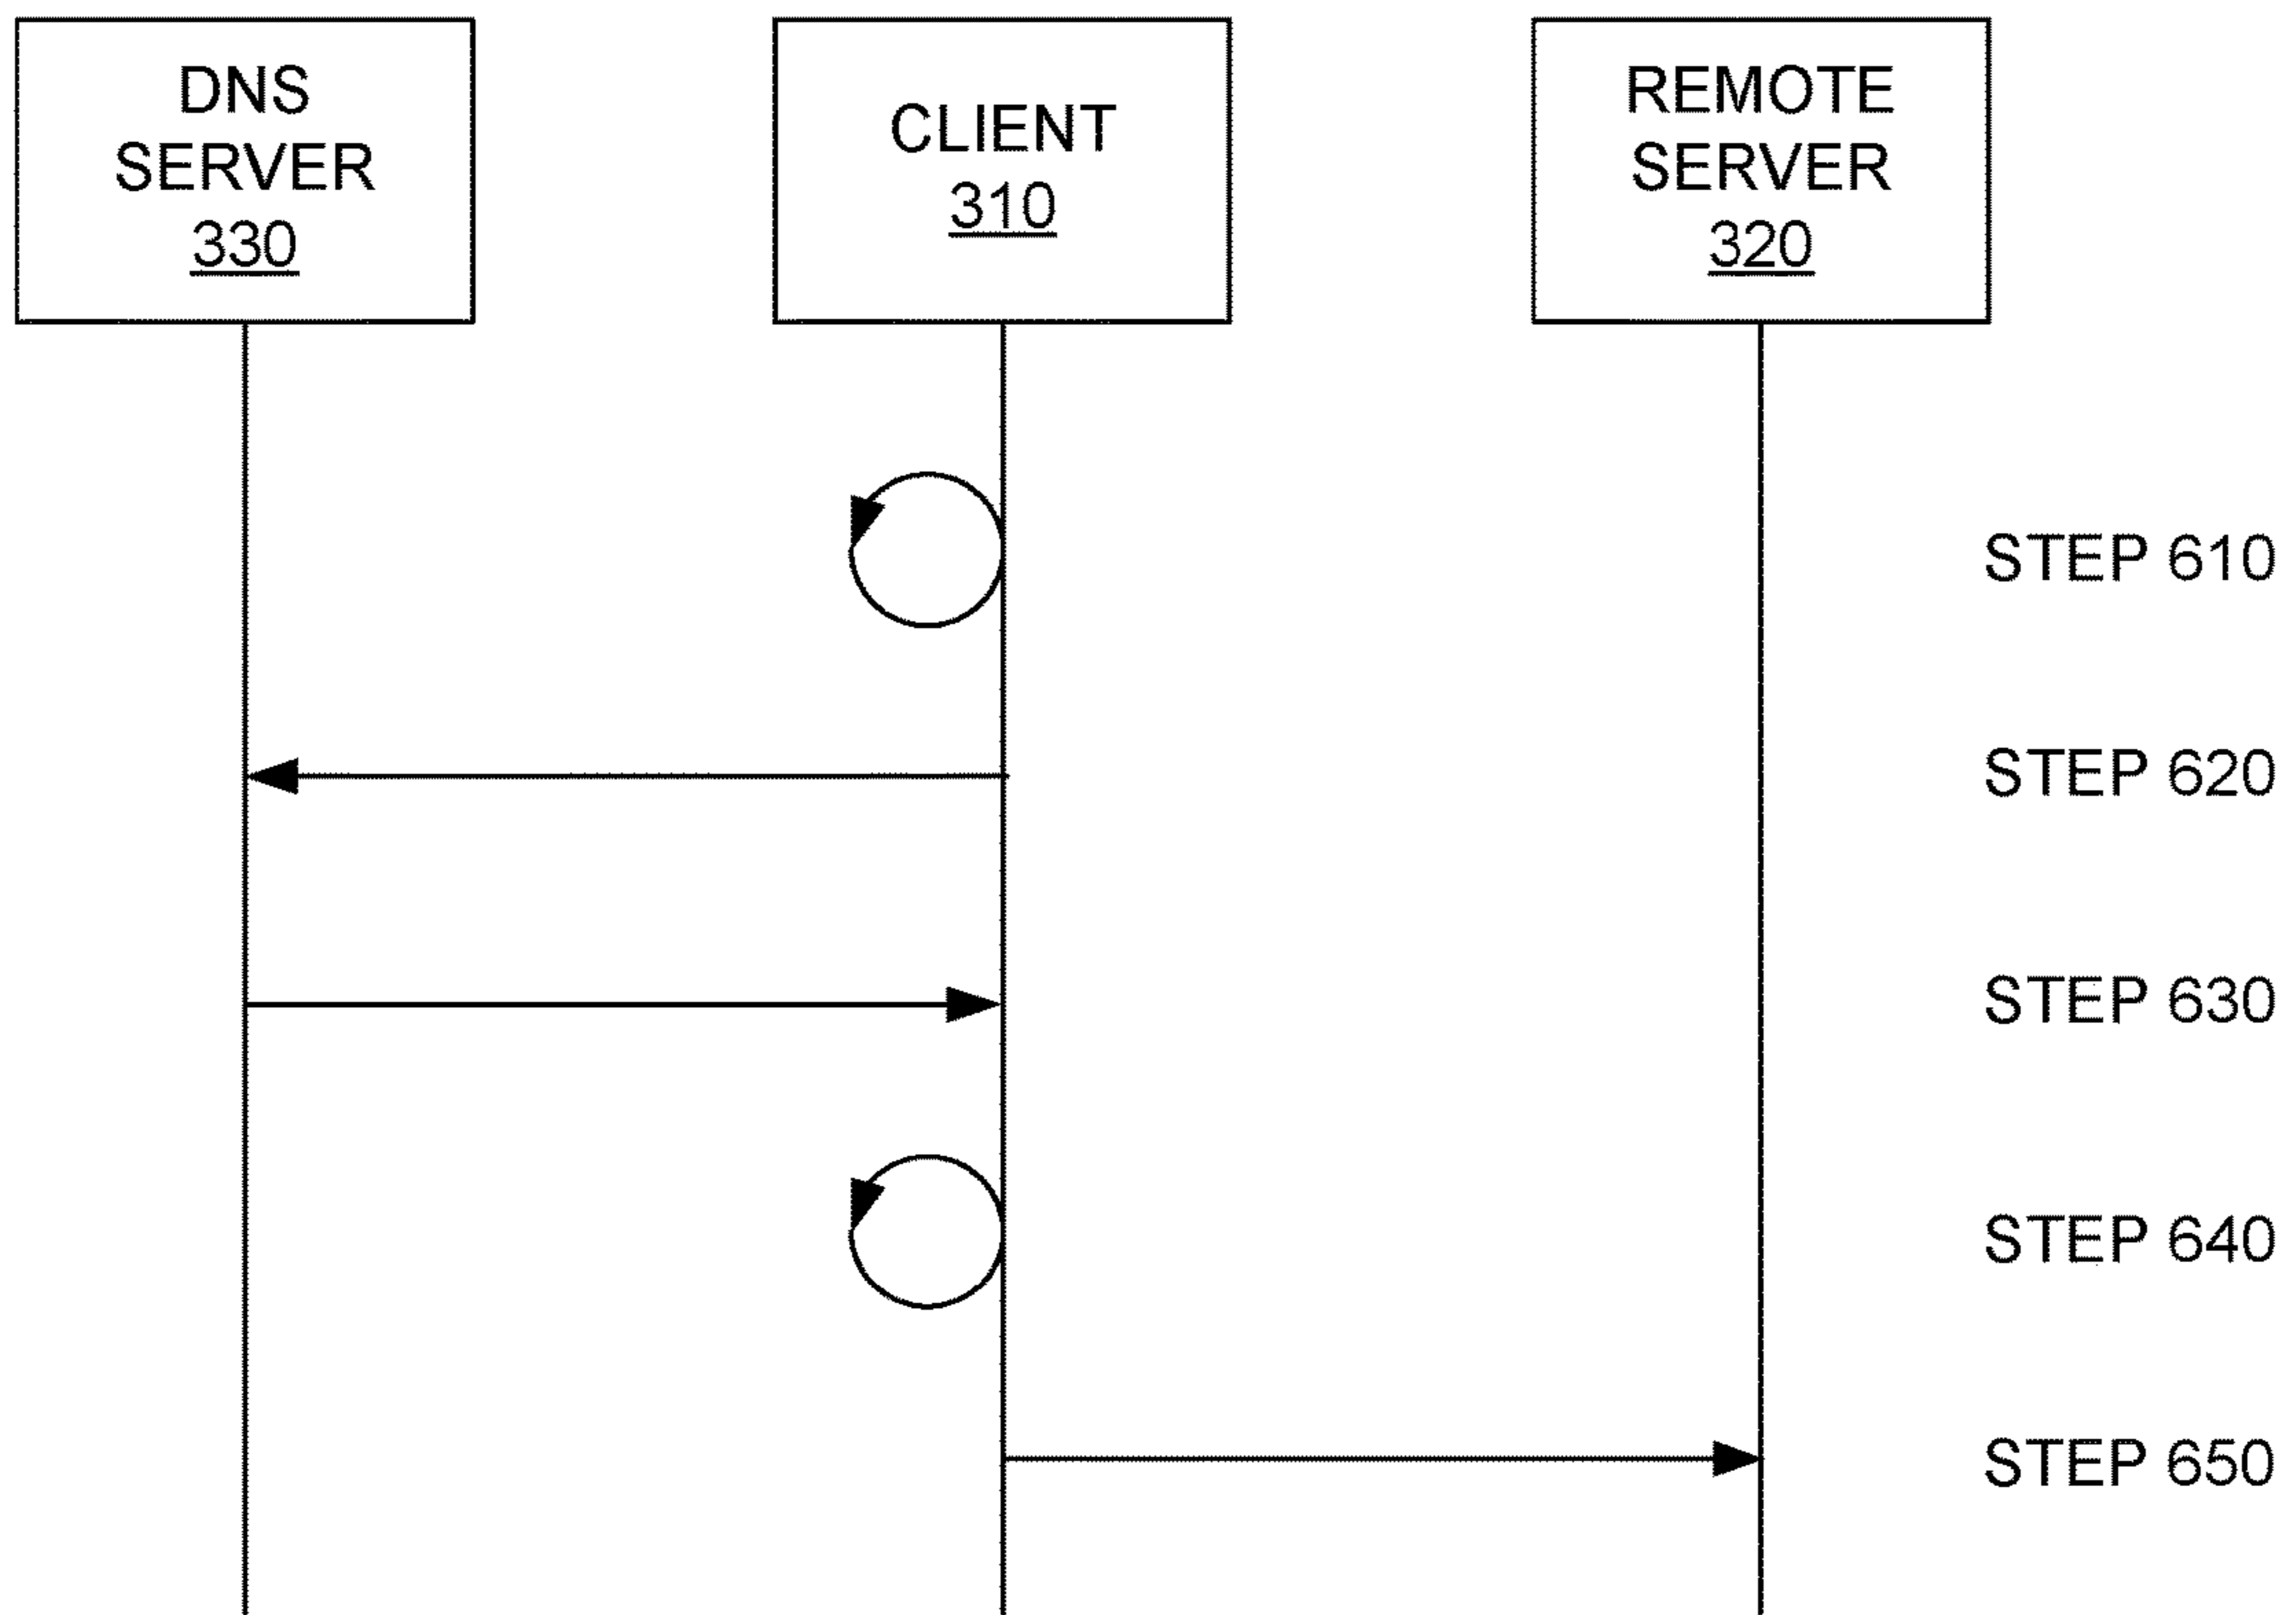 DNS
SERVER
330
CLIENT
310
REMOTE
SERVER
320
STEP 610
STEP 620
STEP 630
STEP 640
STEP 650